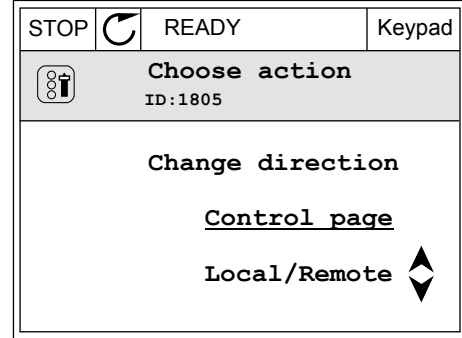 STOP READY Keypad
Choose action
ID:1805
Change direction
Control page
Local/Remote